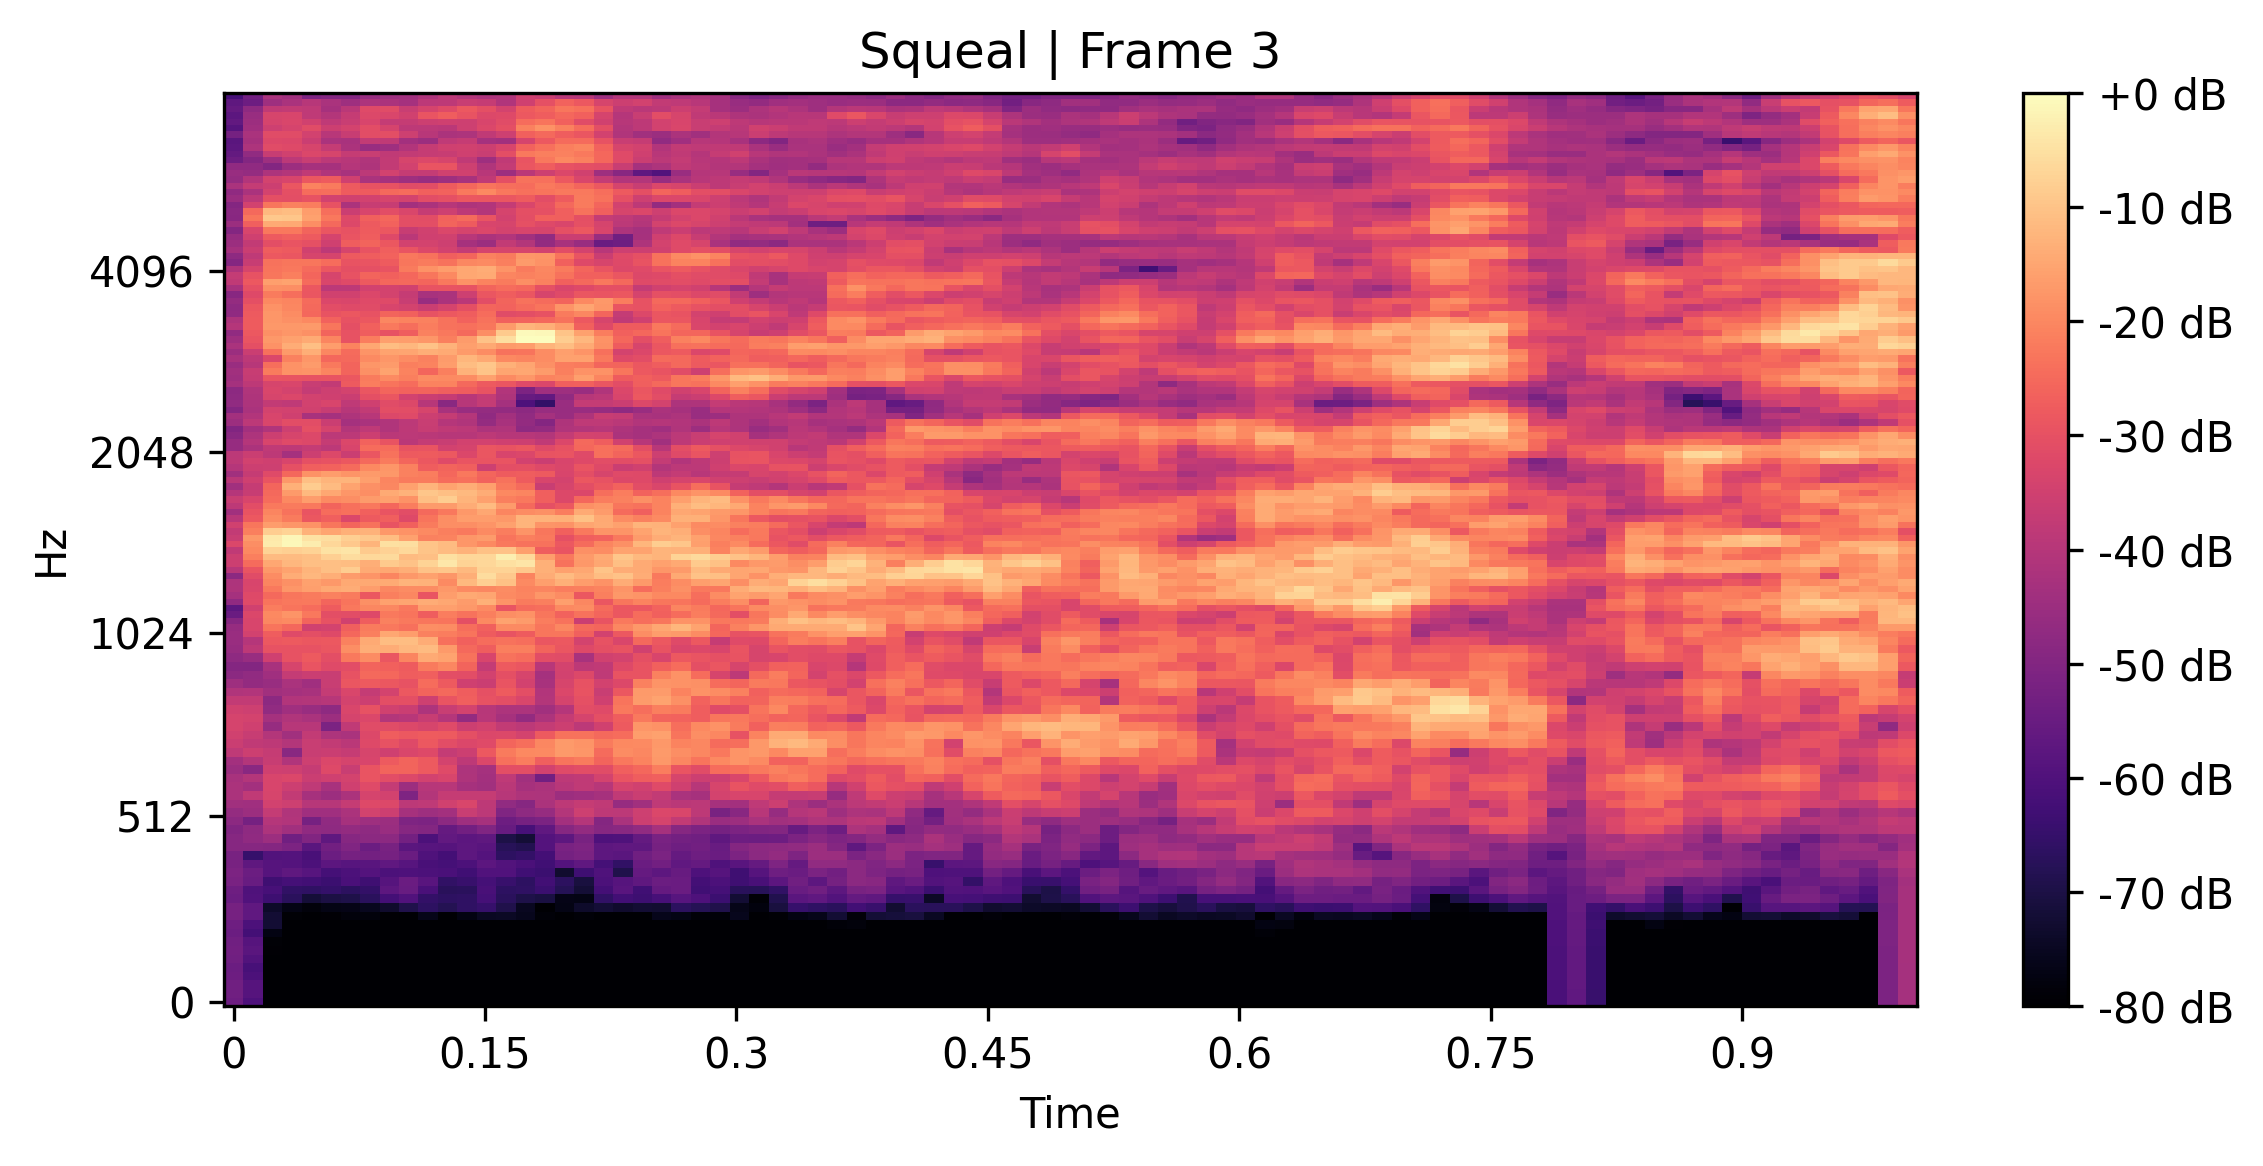 Squeal | Frame 3
Hz
4096
2048
1024
512
0
0 0.15 0.3 0.45 0.6 0.75 0.9
Time
+0 dB
-10 dB
-20 dB
-30 dB
-40 dB
-50 dB
-60 dB
-70 dB
-80 dB